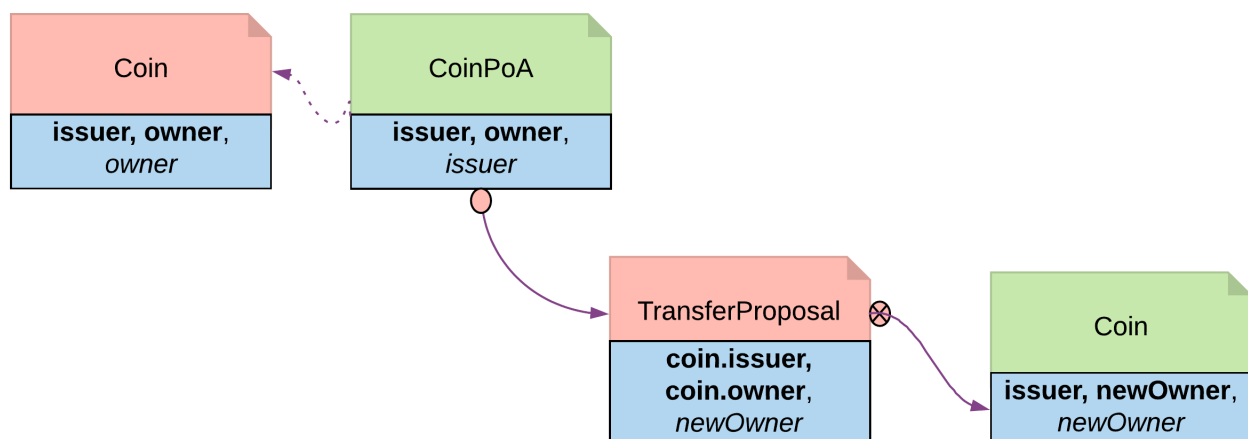 Coin
issuer, owner,
owner
CoinPoA
issuer, owner,
issuer
TransferProposal
coin.issuer,
coin.owner,
newOwner
Coin
issuer, newOwner,
newOwner